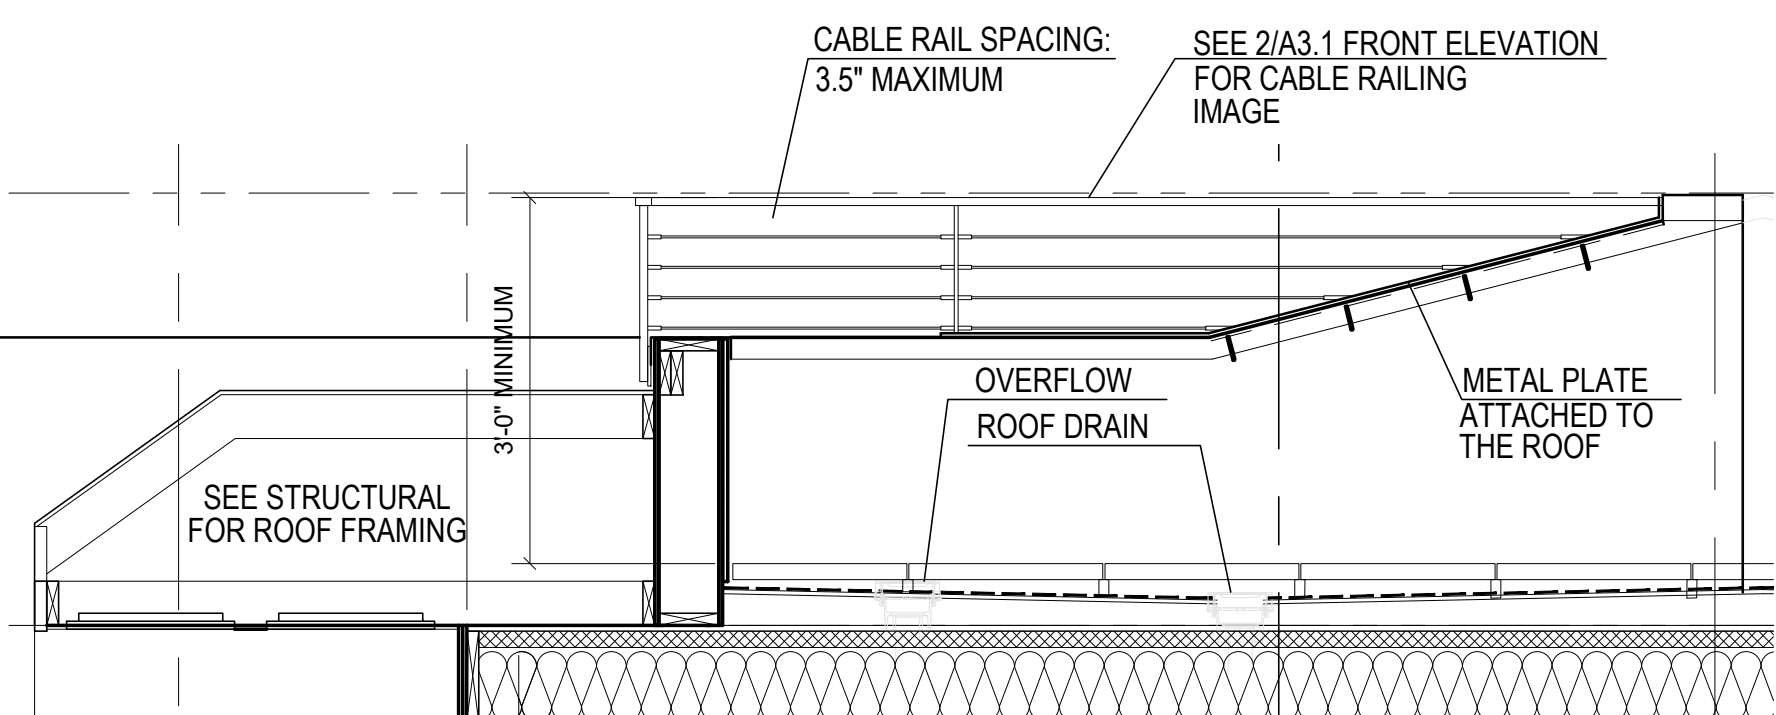 CABLE RAIL SPACING:
3.5" MAXIMUM
SEE 2/A3.1 FRONT ELEVATION
FOR CABLE RAILING
IMAGE
3'-0" MINIMUM
OVERFLOW
ROOF DRAIN
METAL PLATE
ATTACHED TO
THE ROOF
SEE STRUCTURAL
FOR ROOF FRAMING